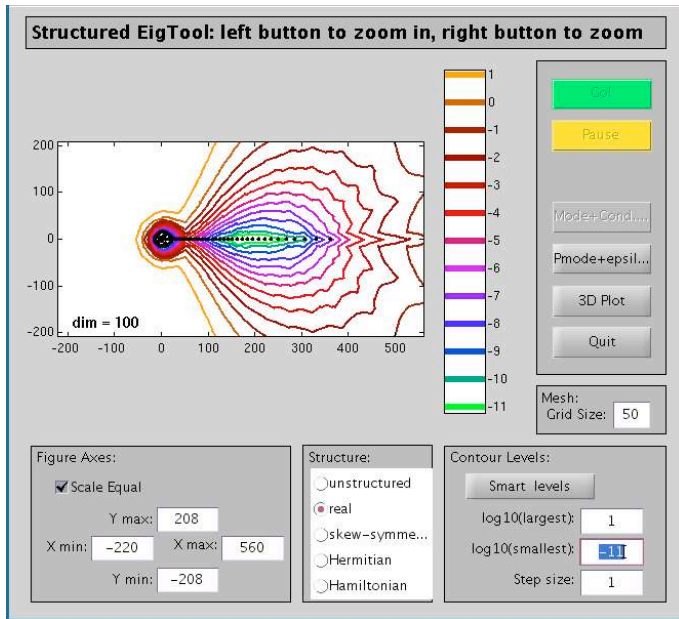 Structured EigTool: left button to zoom in, right button to zoom
200
100
0
-100
-200
dim = 100
-200 -100 0 100 200 300 400 500
1
0
-1
-2
-3
-4
-5
-6
-7
-8
-9
-10
-11
Go!
Pause
Mode+Cond....
Pmode+epsil...
3D Plot
Quit
Mesh:
Grid Size: 50
Figure Axes:
Scale Equal
Y max: 208
X min: -220 X max: 560
Y min: -208
Structure:
unstructured
real
skew-symme...
Hermitian
Hamiltonian
Contour Levels:
Smart levels
log10(largest): 1
log10(smallest): -11
Step size: 1